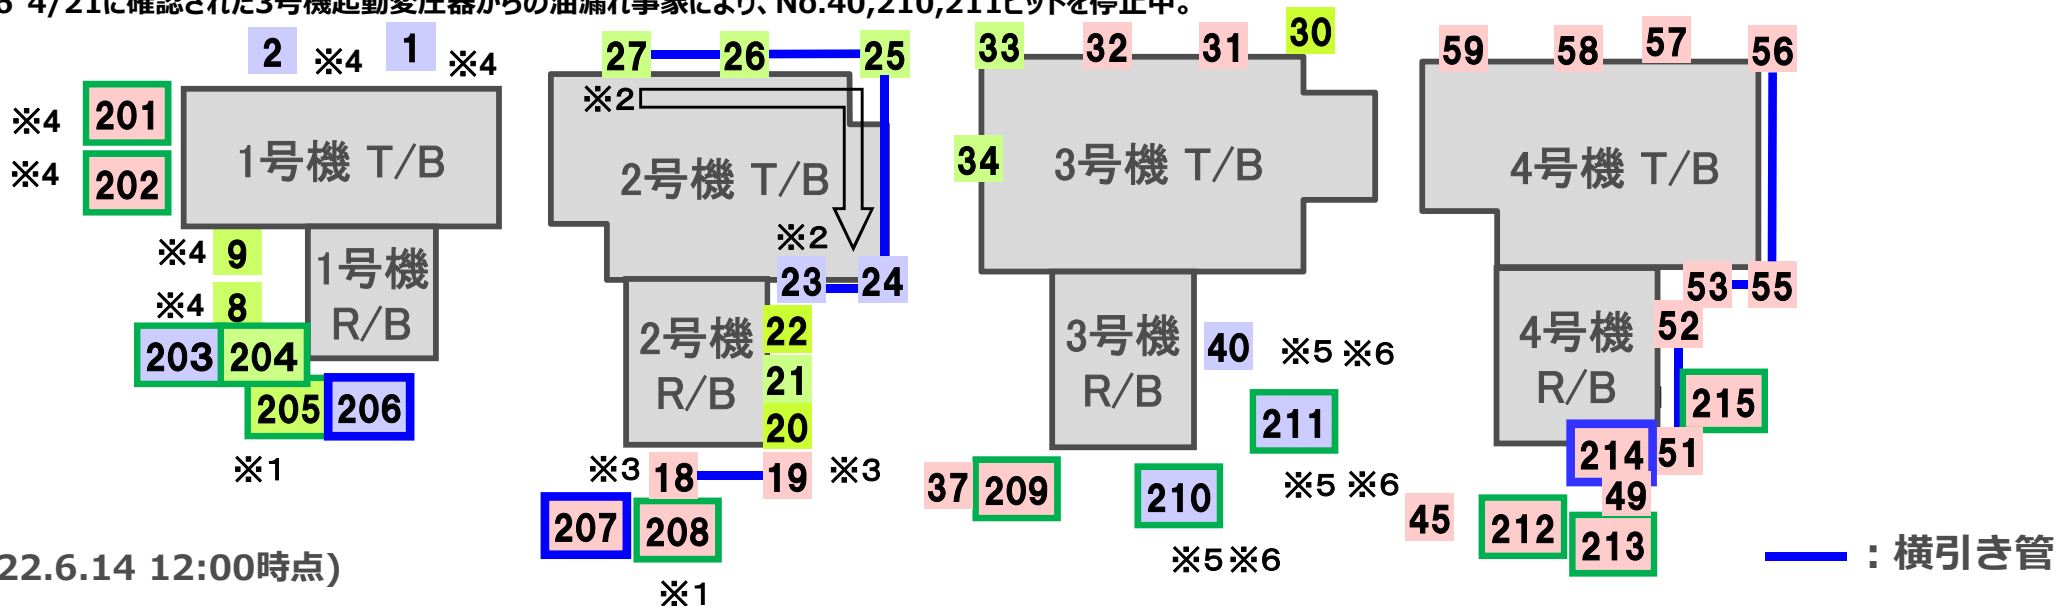 6 4/21に確認された3号機起動変圧器からの油漏れ事象により、No.40,210,211ピットを停止中。
2 ※4 1 ※4
27 26 25
33 32 31 30
59 58 57 56
※4 201
※4 202
1号機 T/B
※2
2号機 T/B
34
3号機 T/B
4号機 T/B
※4 9
※4 8
1号機
R/B
203 204
205 206
※1
※2
23 24
22
21
20
2号機
R/B
※3 18 19 ※3
207 208
※1
3号機
R/B
40 ※5 ※6
211
※5 ※6
37 209
210
※5※6
53 55
52
4号機
R/B
215
214 51
49
45 212 213
22.6.14 12:00時点)
：横引き管